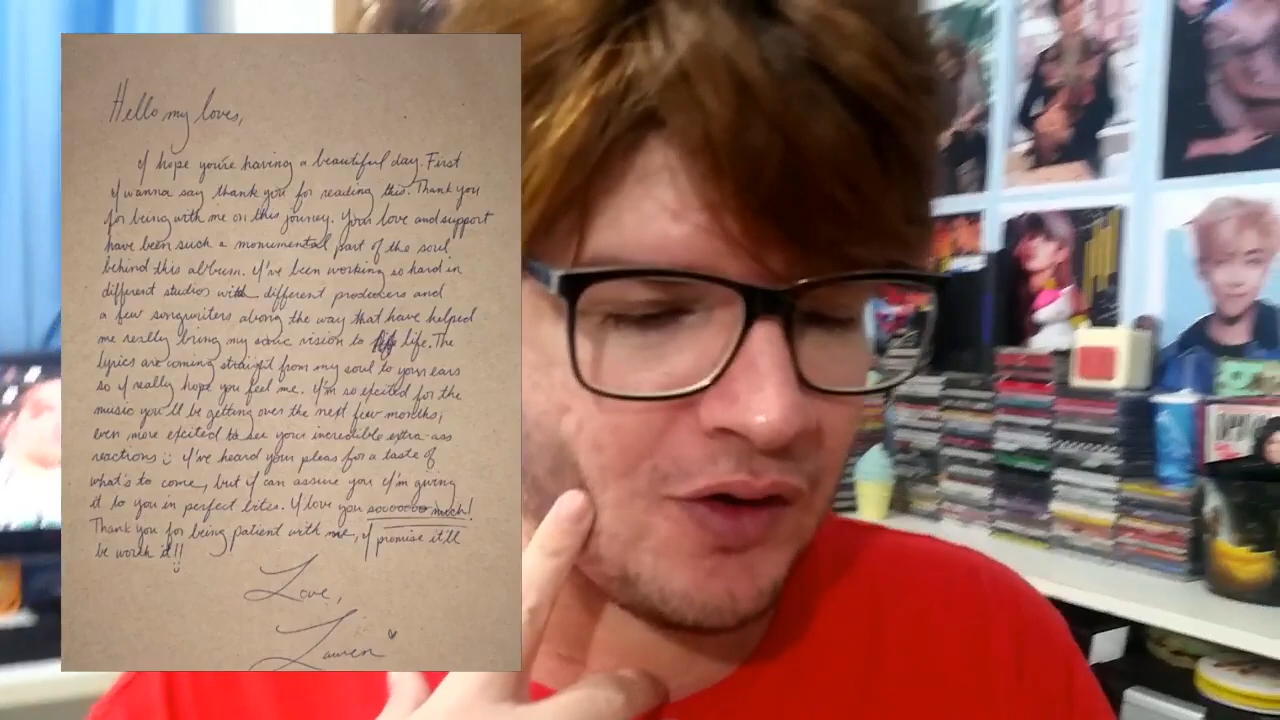 Hello my loves,
I hope you're having a beautiful day. First
I wanna say thank you for reading this. Thank you
for being with me on this journey. Your love and support
have been such a monumental part of the soul
behind this album. I've been working so hard in
different studios with different producers and
a few songwriters along the way that have helped
me really bring my sonic vision to life life. The
lyrics are coming straight from my soul to your ears
so I really hope you feel me. I'm so excited for the
music you'll be getting over the next few months,
even more excited to see your incredible extra-ass
reactions :) I've heard your pleas for a taste of
what's to come, but I can assure you I'm giving
it to you in perfect bites. I love you sooooooo much!
Thank you for being patient with me, I promise it'll
be worth it!!
Love,
Lauren